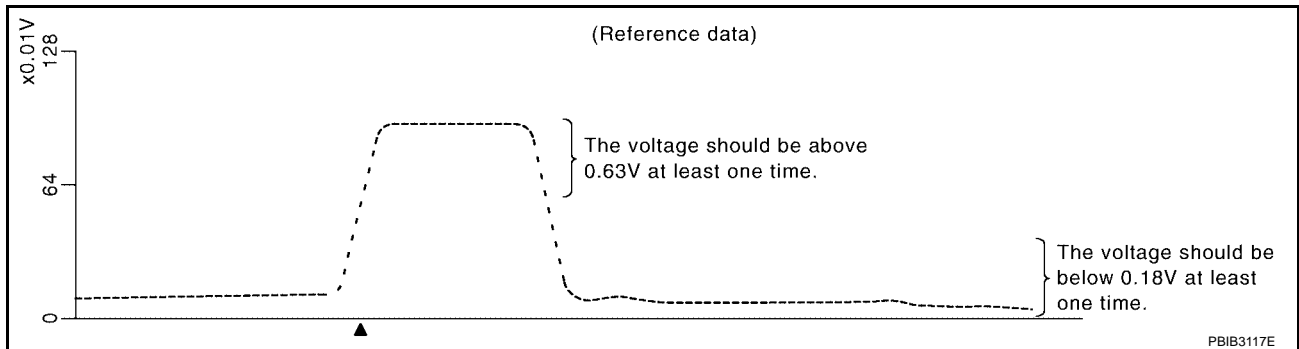 (Reference data)
x0.01V
128
64
0
The voltage should be above
0.63V at least one time.
The voltage should be
below 0.18V at least
one time.
PBIB3117E